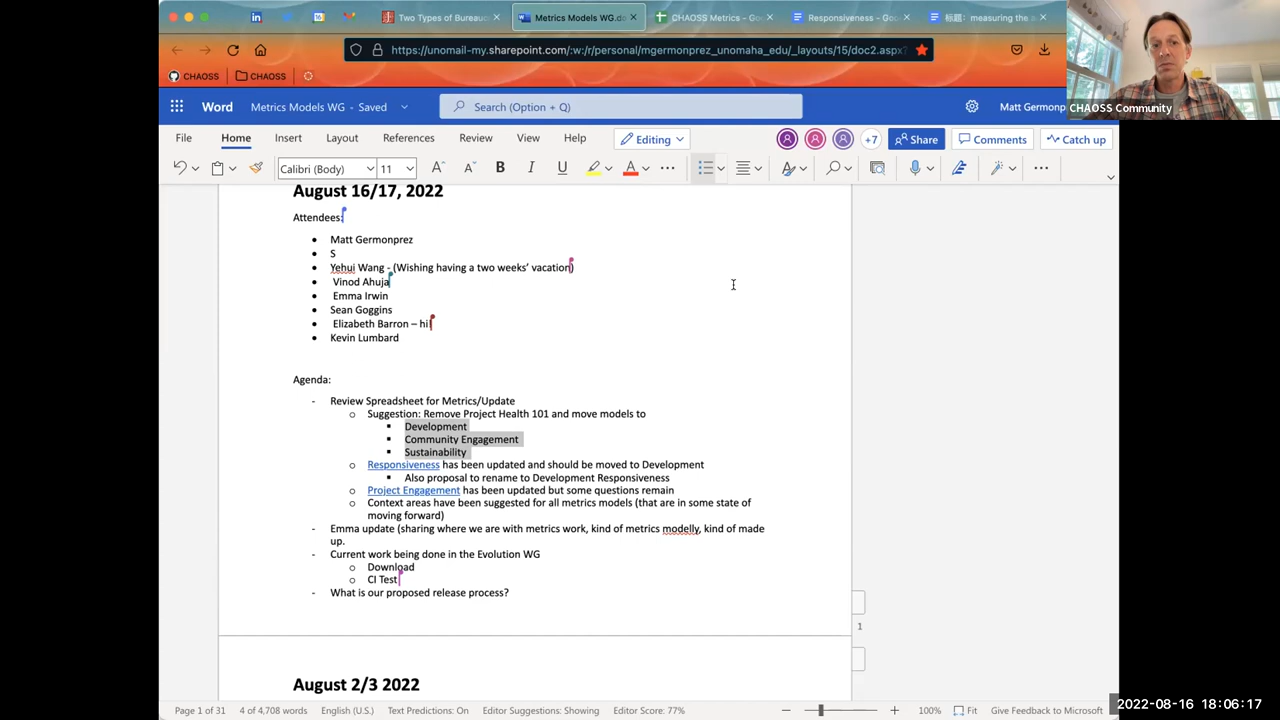 Two Types of Bureauc
Metrics Models WG.do
CHAOSS Metrics - Go
Responsiveness - Goo
标题：measuring the a
https://unomail-my.sharepoint.com/:w:/r/personal/mgermonprez_unomaha_edu/_layouts/15/doc2.aspx?
CHAOSS
CHAOSS
CHAOSS Community
Word
Metrics Models WG - Saved
Search (Option + Q)
Matt Germonp
File
Home
Insert
Layout
References
Review
View
Help
Editing
+7
Share
Comments
Catch up
Calibri (Body)
11
August 16/17, 2022
Attendees:
Matt Germonprez
S
Yehui Wang - (Wishing having a two weeks’ vacation)
Vinod Ahuja
Emma Irwin
Sean Goggins
Elizabeth Barron – hi!
Kevin Lumbard
Agenda:
- Review Spreadsheet for Metrics/Update
o Suggestion: Remove Project Health 101 and move models to
▪ Development
▪ Community Engagement
▪ Sustainability
o Responsiveness has been updated and should be moved to Development
▪ Also proposal to rename to Development Responsiveness
o Project Engagement has been updated but some questions remain
o Context areas have been suggested for all metrics models (that are in some state of
moving forward)
- Emma update (sharing where we are with metrics work, kind of metrics modelly, kind of made
up.
- Current work being done in the Evolution WG
o Download
o CI Test
- What is our proposed release process?
1
August 2/3 2022
Page 1 of 31
4 of 4,708 words
English (U.S.)
Text Predictions: On
Editor Suggestions: Showing
Editor Score: 77%
100%
Fit
Give Feedback to Microsoft
2022-08-16 18:06:17